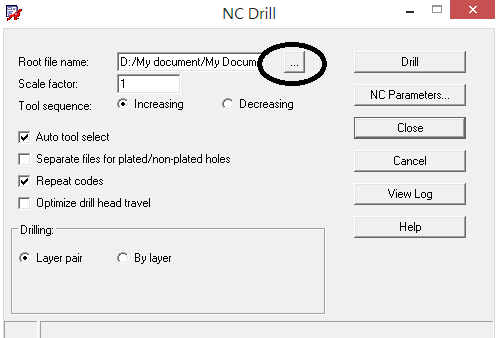 NC Drill
Root file name: D:/My document/My Docum ...
Scale factor: 1
Tool sequence: Increasing Decreasing
Auto tool select
Separate files for plated/non-plated holes
Repeat codes
Optimize drill head travel
Drilling:
Layer pair By layer
Drill
NC Parameters...
Close
Cancel
View Log
Help